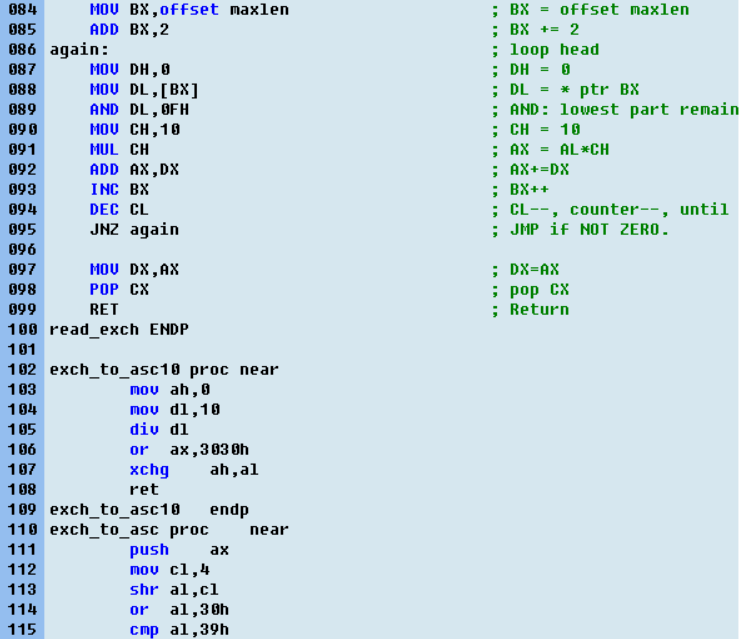 084 MOV BX,offset maxlen ; BX = offset maxlen
085 ADD BX,2 ; BX += 2
086 again: ; loop head
087 MOV DH,0 ; DH = 0
088 MOV DL,[BX] ; DL = * ptr BX
089 AND DL,0FH ; AND: lowest part remain
090 MOV CH,10 ; CH = 10
091 MUL CH ; AX = AL*CH
092 ADD AX,DX ; AX+=DX
093 INC BX ; BX++
094 DEC CL ; CL--, counter--, until
095 JNZ again ; JMP if NOT ZERO.
096
097 MOV DX,AX ; DX=AX
098 POP CX ; pop CX
099 RET ; Return
100 read_exch ENDP
101
102 exch_to_asc10 proc near
103 mov ah,0
104 mov dl,10
105 div dl
106 or ax,3030h
107 xchg ah,al
108 ret
109 exch_to_asc10 endp
110 exch_to_asc proc near
111 push ax
112 mov cl,4
113 shr al,cl
114 or al,30h
115 cmp al,39h